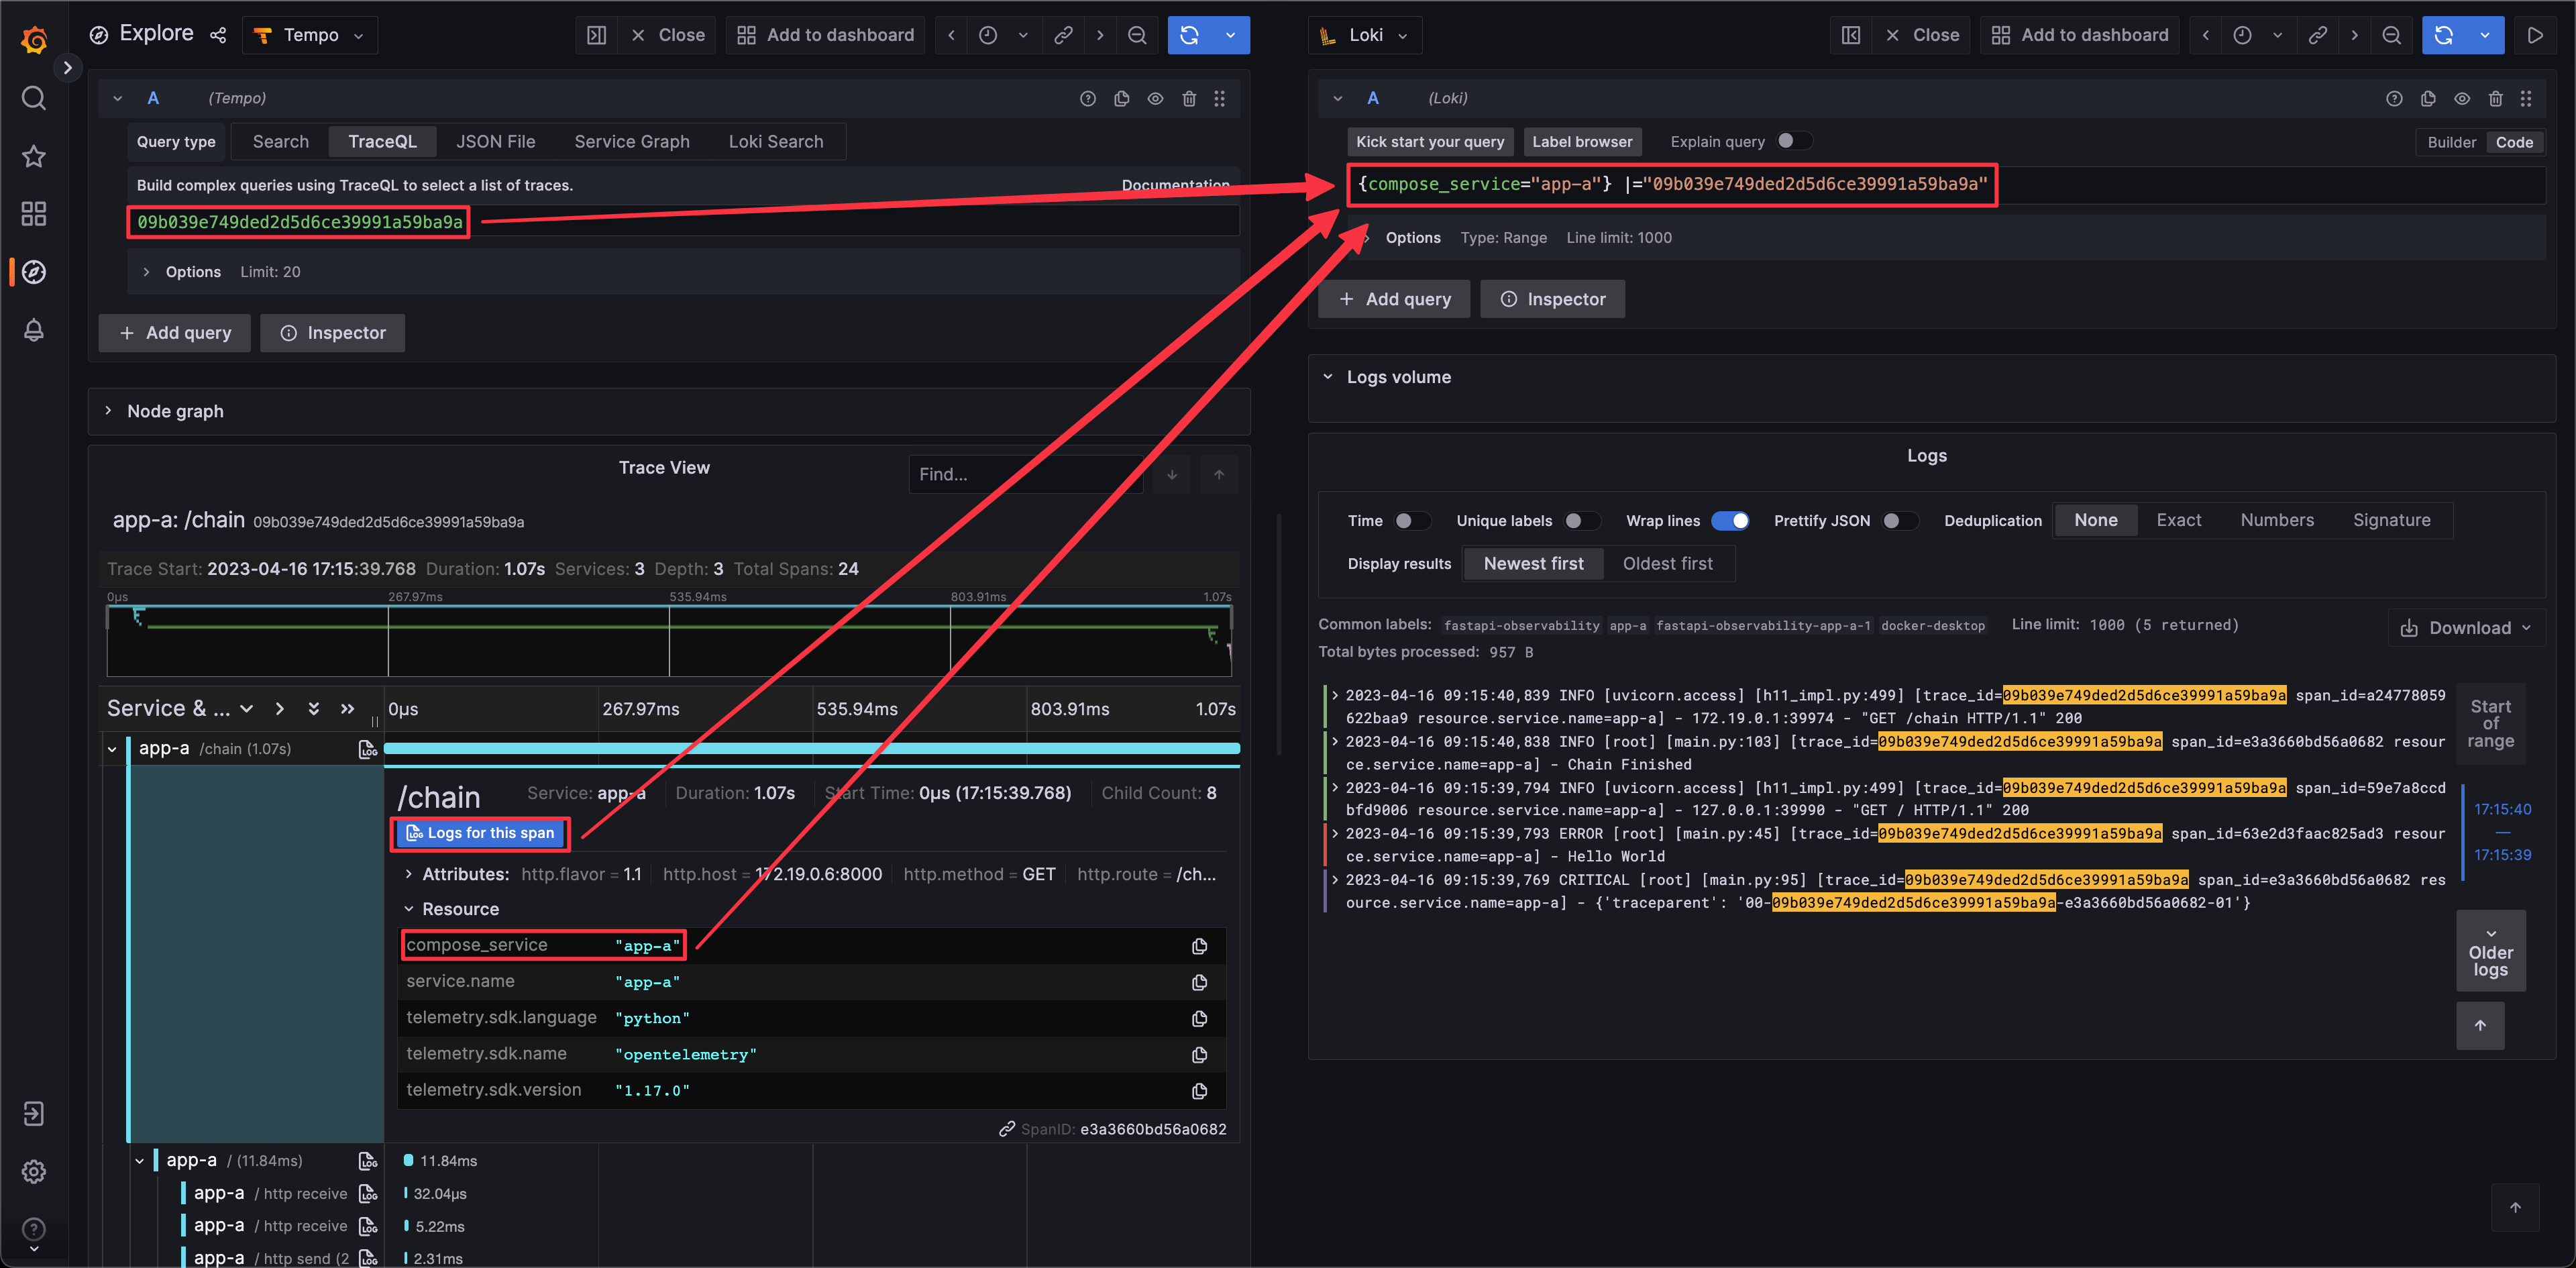 Explore
Tempo
Close
Add to dashboard
A (Tempo)
Query type Search TraceQL JSON File Service Graph Loki Search
Build complex queries using TraceQL to select a list of traces. Documentation
09b039e749ded2d5d6ce39991a59ba9a
Options Limit: 20
+ Add query Inspector
Node graph
Trace View
Find...
app-a: /chain 09b039e749ded2d5d6ce39991a59ba9a
Trace Start: 2023-04-16 17:15:39.768 Duration: 1.07s Services: 3 Depth: 3 Total Spans: 24
0µs 267.97ms 535.94ms 803.91ms 1.07s
Service & ... 0µs 267.97ms 535.94ms 803.91ms 1.07s
app-a /chain (1.07s) LOG
/chain Service: app-a Duration: 1.07s Start Time: 0µs (17:15:39.768) Child Count: 8
LOG Logs for this span
Attributes: http.flavor = 1.1 http.host = 172.19.0.6:8000 http.method = GET http.route = /ch...
Resource
compose_service "app-a"
service.name "app-a"
telemetry.sdk.language "python"
telemetry.sdk.name "opentelemetry"
telemetry.sdk.version "1.17.0"
SpanID: e3a3660bd56a0682
app-a / (11.84ms) LOG 11.84ms
app-a / http receive LOG 32.04µs
app-a / http receive LOG 5.22ms
app-a / http send (2 LOG 2.31ms
Loki
Close
Add to dashboard
A (Loki)
Kick start your query Label browser Explain query Builder Code
{compose_service="app-a"} |="09b039e749ded2d5d6ce39991a59ba9a"
Options Type: Range Line limit: 1000
+ Add query Inspector
Logs volume
Logs
Time Unique labels Wrap lines Prettify JSON Deduplication None Exact Numbers Signature
Display results Newest first Oldest first
Common labels: fastapi-observability app-a fastapi-observability-app-a-1 docker-desktop Line limit: 1000 (5 returned)
Download
Total bytes processed: 957 B
2023-04-16 09:15:40,839 INFO [uvicorn.access] [h11_impl.py:499] [trace_id=09b039e749ded2d5d6ce39991a59ba9a span_id=a24778059
622baa9 resource.service.name=app-a] - 172.19.0.1:39974 - "GET /chain HTTP/1.1" 200
2023-04-16 09:15:40,838 INFO [root] [main.py:103] [trace_id=09b039e749ded2d5d6ce39991a59ba9a span_id=e3a3660bd56a0682 resour
ce.service.name=app-a] - Chain Finished
2023-04-16 09:15:39,794 INFO [uvicorn.access] [h11_impl.py:499] [trace_id=09b039e749ded2d5d6ce39991a59ba9a span_id=59e7a8ccd
bfd9006 resource.service.name=app-a] - 127.0.0.1:39990 - "GET / HTTP/1.1" 200
2023-04-16 09:15:39,793 ERROR [root] [main.py:45] [trace_id=09b039e749ded2d5d6ce39991a59ba9a span_id=63e2d3faac825ad3 resour
ce.service.name=app-a] - Hello World
2023-04-16 09:15:39,769 CRITICAL [root] [main.py:95] [trace_id=09b039e749ded2d5d6ce39991a59ba9a span_id=e3a3660bd56a0682 res
ource.service.name=app-a] - {'traceparent': '00-09b039e749ded2d5d6ce39991a59ba9a-e3a3660bd56a0682-01'}
Start
of
range
17:15:40
—
17:15:39
Older
logs